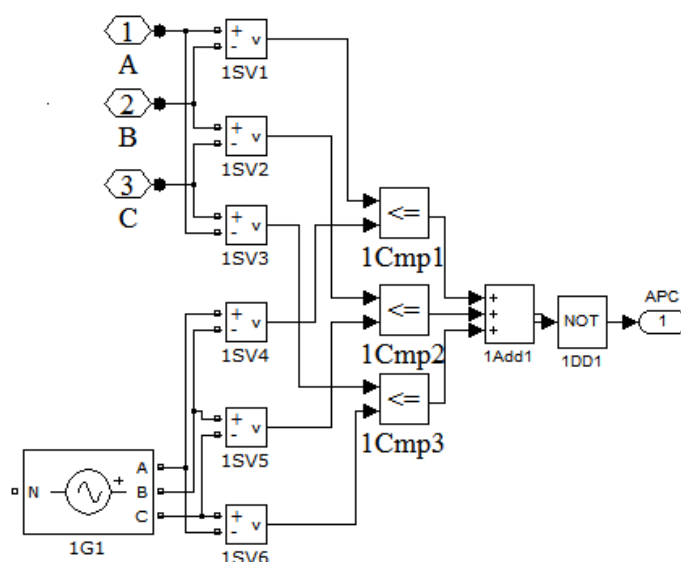 1
A
2
B
3
C
+
-
v
1SV1
+
-
v
1SV2
+
-
v
1SV3
+
-
v
1SV4
+
-
v
1SV5
+
-
v
1SV6
N
+
A
B
C
1G1
<=
1Cmp1
<=
1Cmp2
<=
1Cmp3
+
+
+
1Add1
NOT
1DD1
APC
1